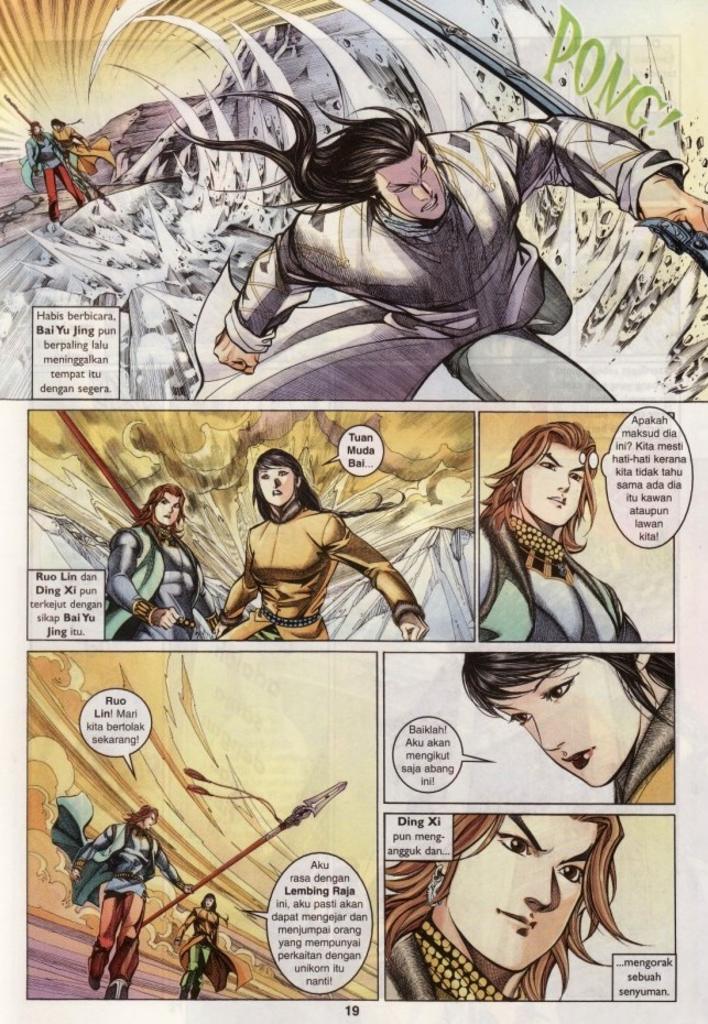 PONG!
Habis berbicara,
Bai Yu Jing pun
berpaling lalu
meninggalkan
tempat itu
dengan segera.
Tuan
Muda
Bai...
Ruo Lin dan
Ding Xi pun
terkejut dengan
sikap Bai Yu
Jing itu.
Apakah
maksud dia
ini? Kita mesti
hati-hati kerana
kita tidak tahu
sama ada dia
itu kawan
ataupun
lawan
kita!
Ruo
Lin! Mari
kita bertolak
sekarang!
Aku
rasa dengan
Lembing Raja
ini, aku pasti akan
dapat mengejar dan
menjumpai orang
yang mempunyai
perkaitan dengan
unikorn itu
nanti!
Baiklah!
Aku akan
mengikut
saja abang
ini!
Ding Xi
pun meng-
angguk dan...
...mengorak
sebuah
senyuman.
19